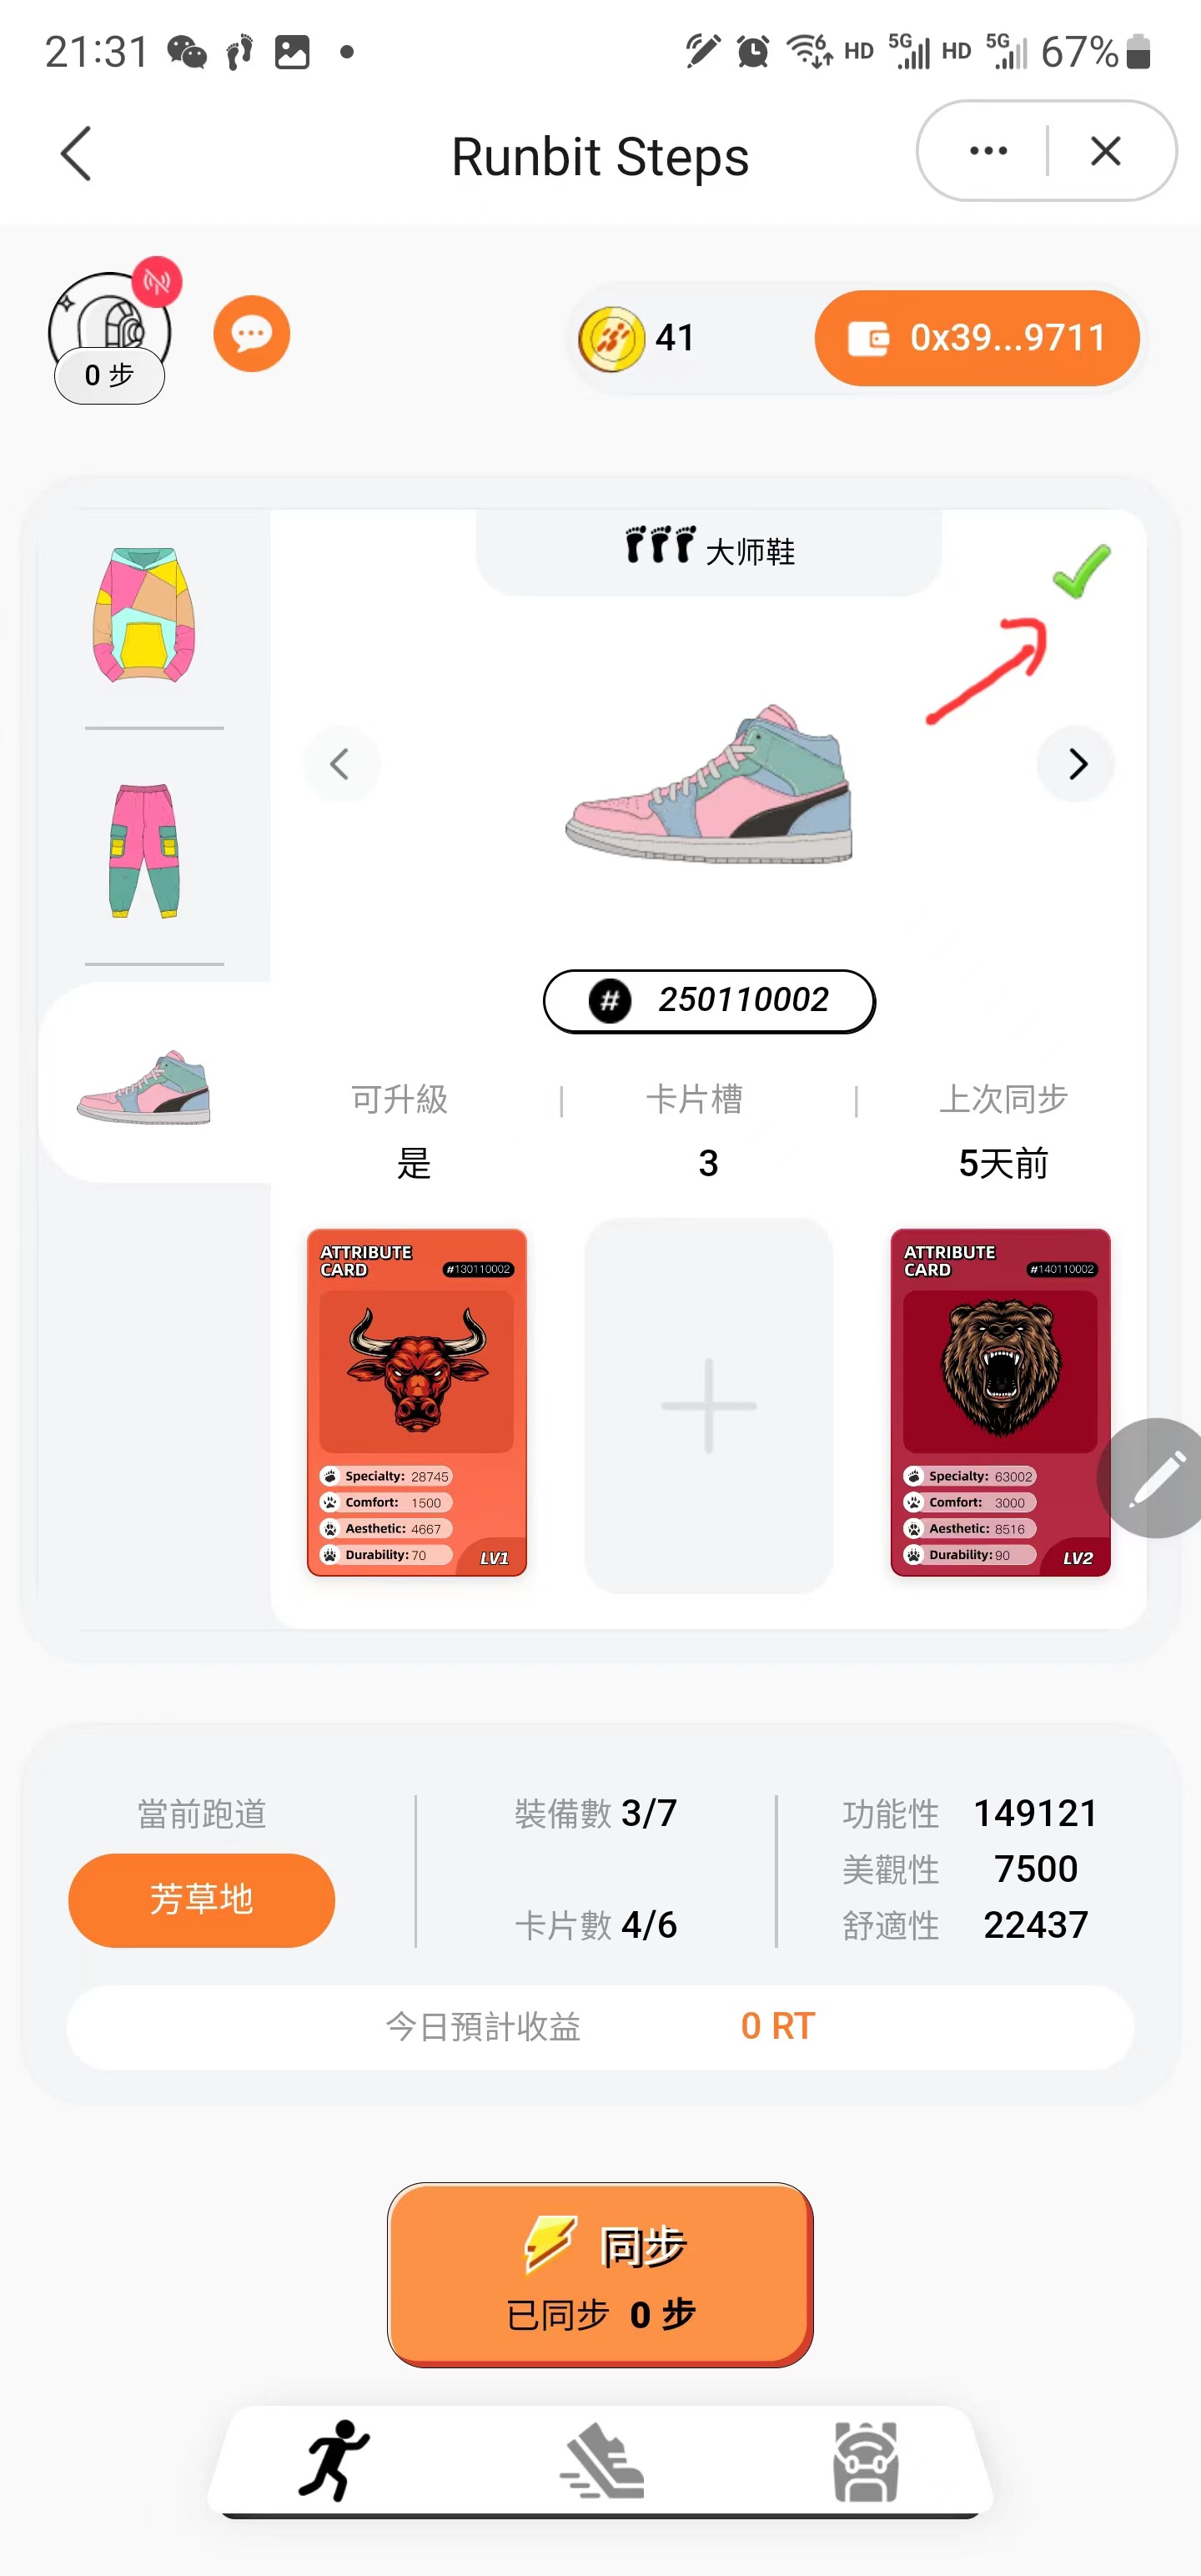 21:31
HD 5G HD 5G 67%
Runbit Steps
0 步
41
0x39...9711
大师鞋
# 250110002
可升級 | 卡片槽 | 上次同步
是 3 5天前
ATTRIBUTE
CARD
#130110002
Specialty: 28745
Comfort: 1500
Aesthetic: 4667
Durability: 70
LV1
ATTRIBUTE
CARD
#140110002
Specialty: 63002
Comfort: 3000
Aesthetic: 8516
Durability: 90
LV2
當前跑道
芳草地
裝備數 3/7
卡片數 4/6
功能性 149121
美觀性 7500
舒適性 22437
今日預計收益 0 RT
同步
已同步 0 步